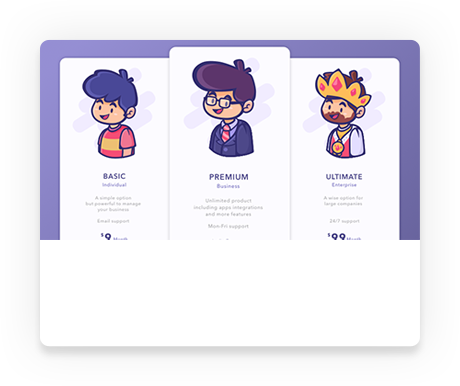 BASIC
Individual
A simple option
but powerful to manage
your business
Email support
$9 Month
PREMIUM
Business
Unlimited product
including apps integrations
and more features
Mon-Fri support
ULTIMATE
Enterprise
A wise option for
large companies
24/7 support
$99 Month